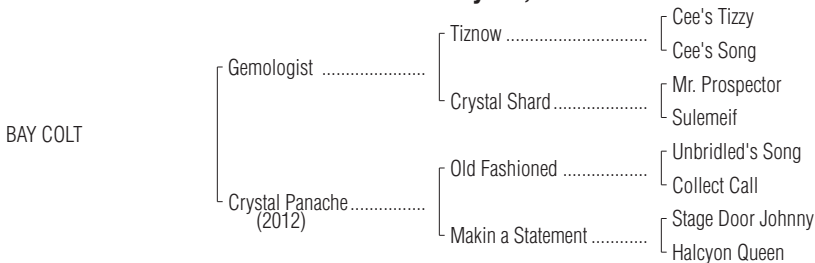 Cee's Tizzy
Tiznow ..............................
Cee's Song
Gemologist ......................
Mr. Prospector
Crystal Shard ....................
Sulemeif
BAY COLT
Unbridled's Song
Old Fashioned ..................
Collect Call
Crystal Panache ................
(2012)
Stage Door Johnny
Makin a Statement ............
Halcyon Queen